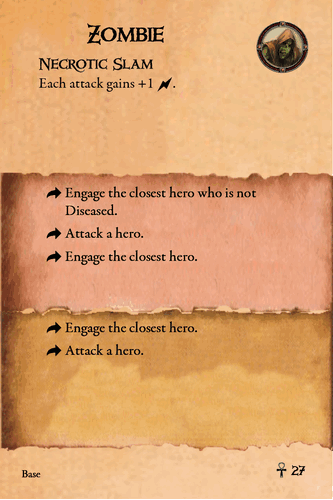 Zombie
Necrotic Slam
Each attack gains +1 .
Engage the closest hero who is not
Diseased.
Attack a hero.
Engage the closest hero.
Engage the closest hero.
Attack a hero.
Base
27